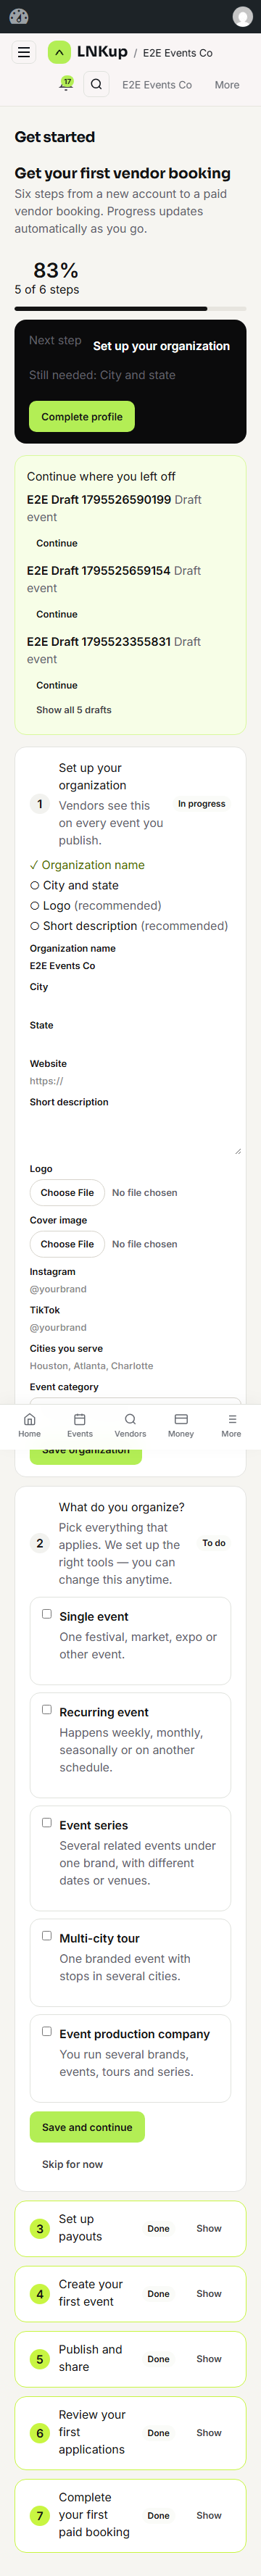 LNKup / E2E Events Co
17
E2E Events Co
More
Get started
Get your first vendor booking
Six steps from a new account to a paid
vendor booking. Progress updates
automatically as you go.
83%
5 of 6 steps
Next step
Set up your organization
Still needed: City and state
Complete profile
Continue where you left off
E2E Draft 1795526590199 Draft
event
Continue
E2E Draft 1795525659154 Draft
event
Continue
E2E Draft 1795523355831 Draft
event
Continue
Show all 5 drafts
1
Set up your
organization
Vendors see this
on every event you
publish.
In progress
✓ Organization name
○ City and state
○ Logo (recommended)
○ Short description (recommended)
Organization name
E2E Events Co
City
State
Website
https://
Short description
Logo
Choose File No file chosen
Cover image
Choose File No file chosen
Instagram
@yourbrand
TikTok
@yourbrand
Cities you serve
Houston, Atlanta, Charlotte
Event category
Home Events Vendors Money More
Save organization
2
What do you organize?
Pick everything that
applies. We set up the
right tools — you can
change this anytime.
To do
Single event
One festival, market, expo or
other event.
Recurring event
Happens weekly, monthly,
seasonally or on another
schedule.
Event series
Several related events under
one brand, with different
dates or venues.
Multi-city tour
One branded event with
stops in several cities.
Event production company
You run several brands,
events, tours and series.
Save and continue
Skip for now
3
Set up
payouts
Done
Show
4
Create your
first event
Done
Show
5
Publish and
share
Done
Show
6
Review your
first
applications
Done
Show
7
Complete
your first
paid booking
Done
Show